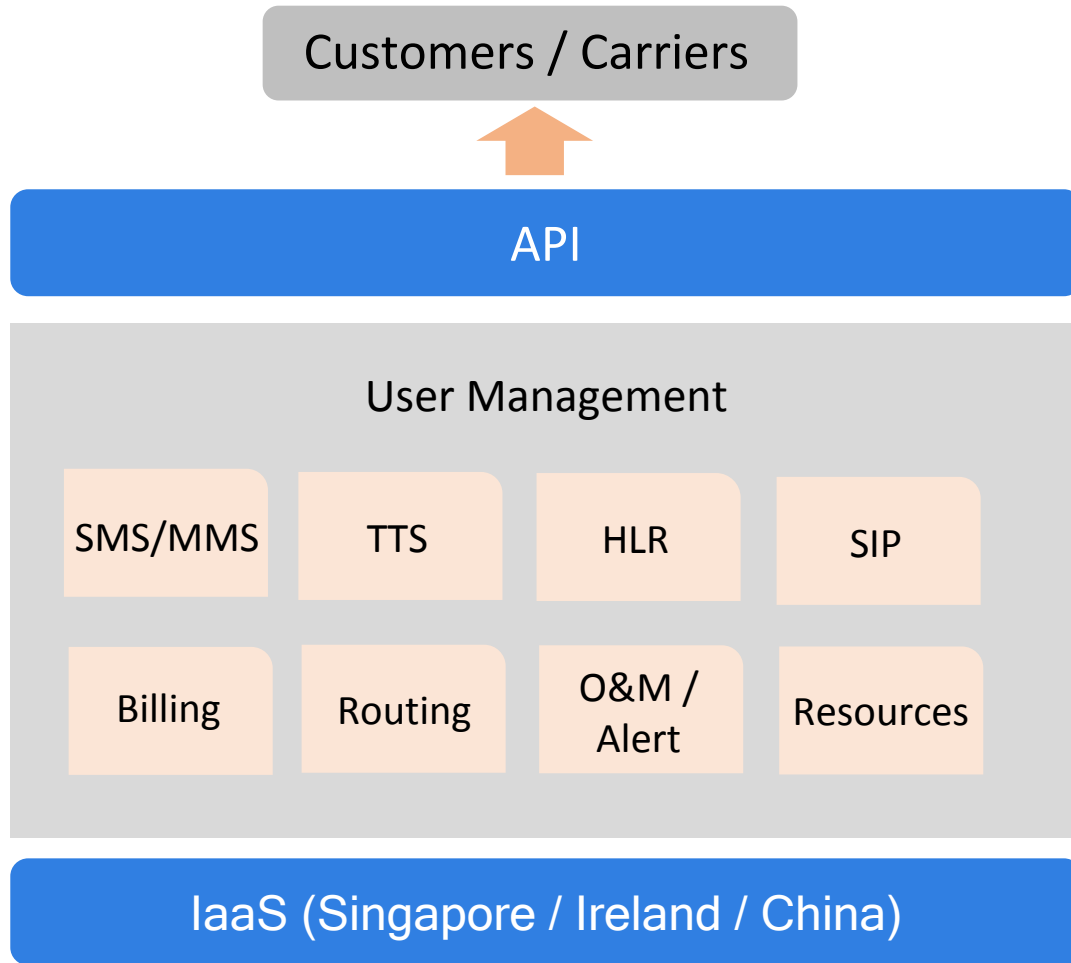 Customers / Carriers
API
User Management
SMS/MMS
TTS
HLR
SIP
Billing
Routing
O&M /
Alert
Resources
IaaS (Singapore / Ireland / China)